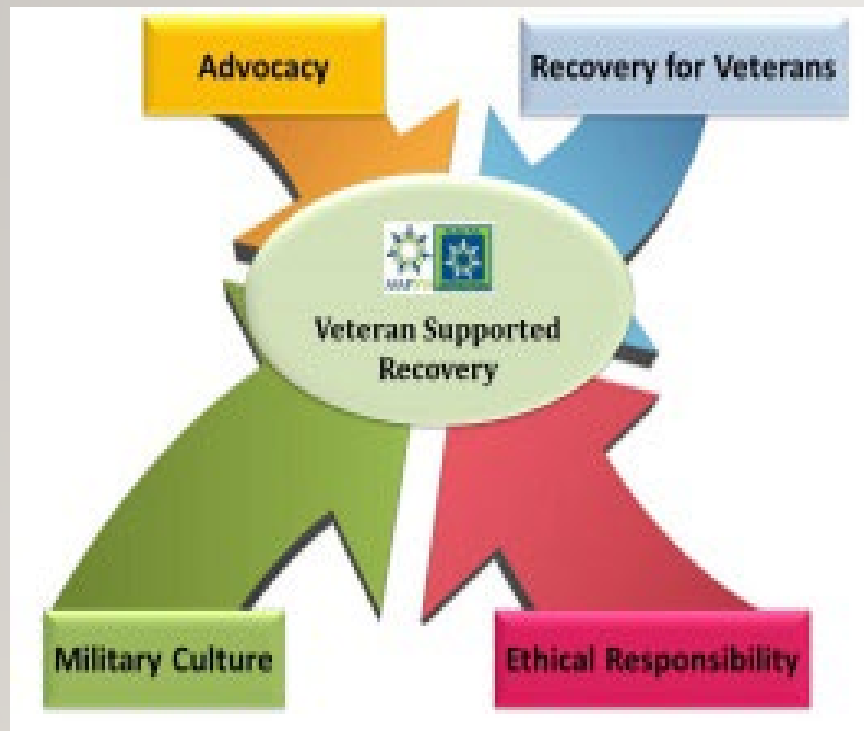 Advocacy
Recovery for Veterans
Veteran Supported
Recovery
Military Culture
Ethical Responsibility